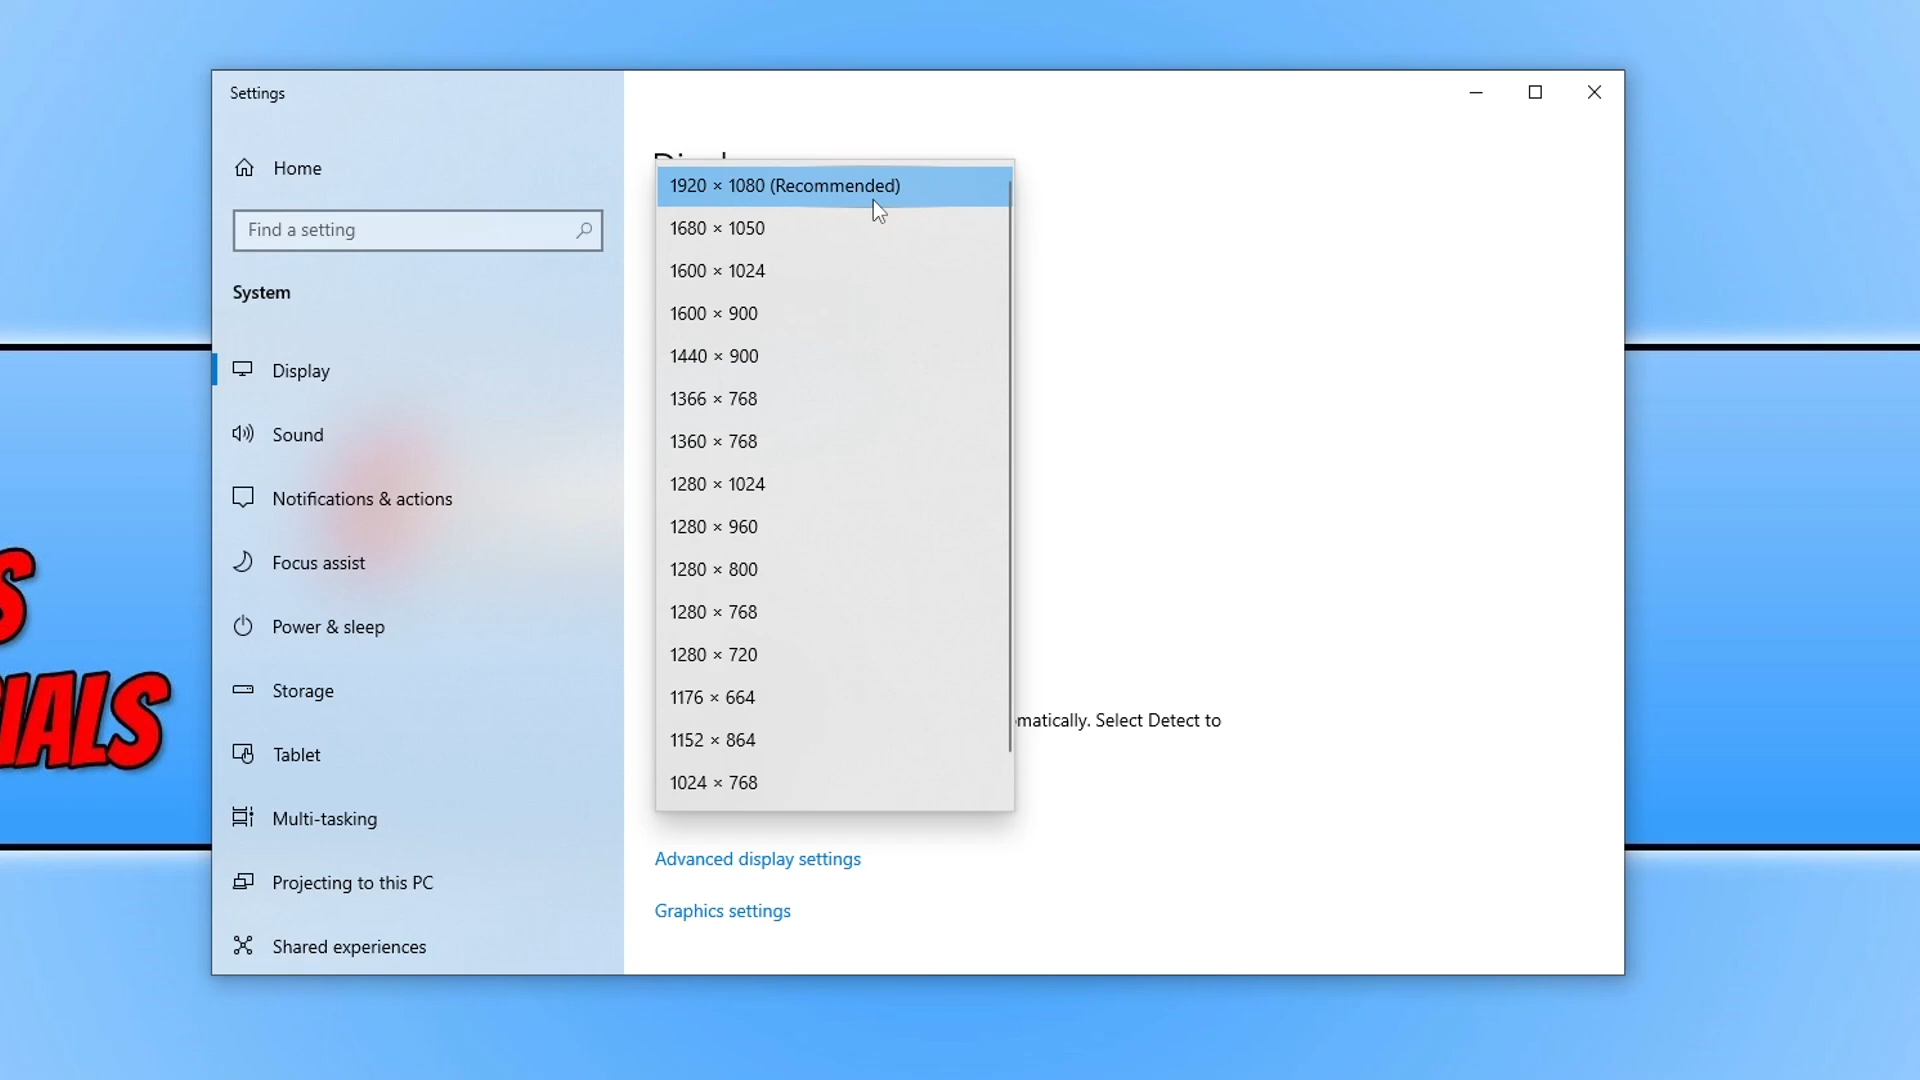 Settings
Home
Find a setting
System
Display
Sound
Notifications & actions
Focus assist
Power & sleep
Storage
Tablet
Multi-tasking
Projecting to this PC
Shared experiences
1920 × 1080 (Recommended)
1680 × 1050
1600 × 1024
1600 × 900
1440 × 900
1366 × 768
1360 × 768
1280 × 1024
1280 × 960
1280 × 800
1280 × 768
1280 × 720
1176 × 664
1152 × 864
1024 × 768
matically. Select Detect to
Advanced display settings
Graphics settings
S
IALS